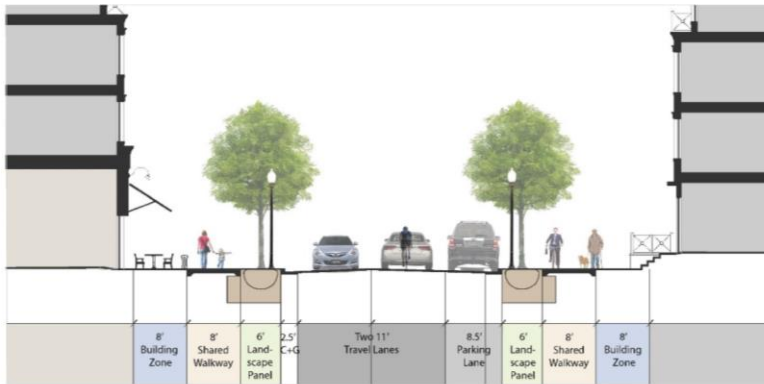 8'
Building
Zone
8'
Shared
Walkway
6'
Land-
scape
Panel
2.5'
C+G
Two 11'
Travel Lanes
8.5'
Parking
Lane
6'
Land-
scape
Panel
8'
Shared
Walkway
8'
Building
Zone